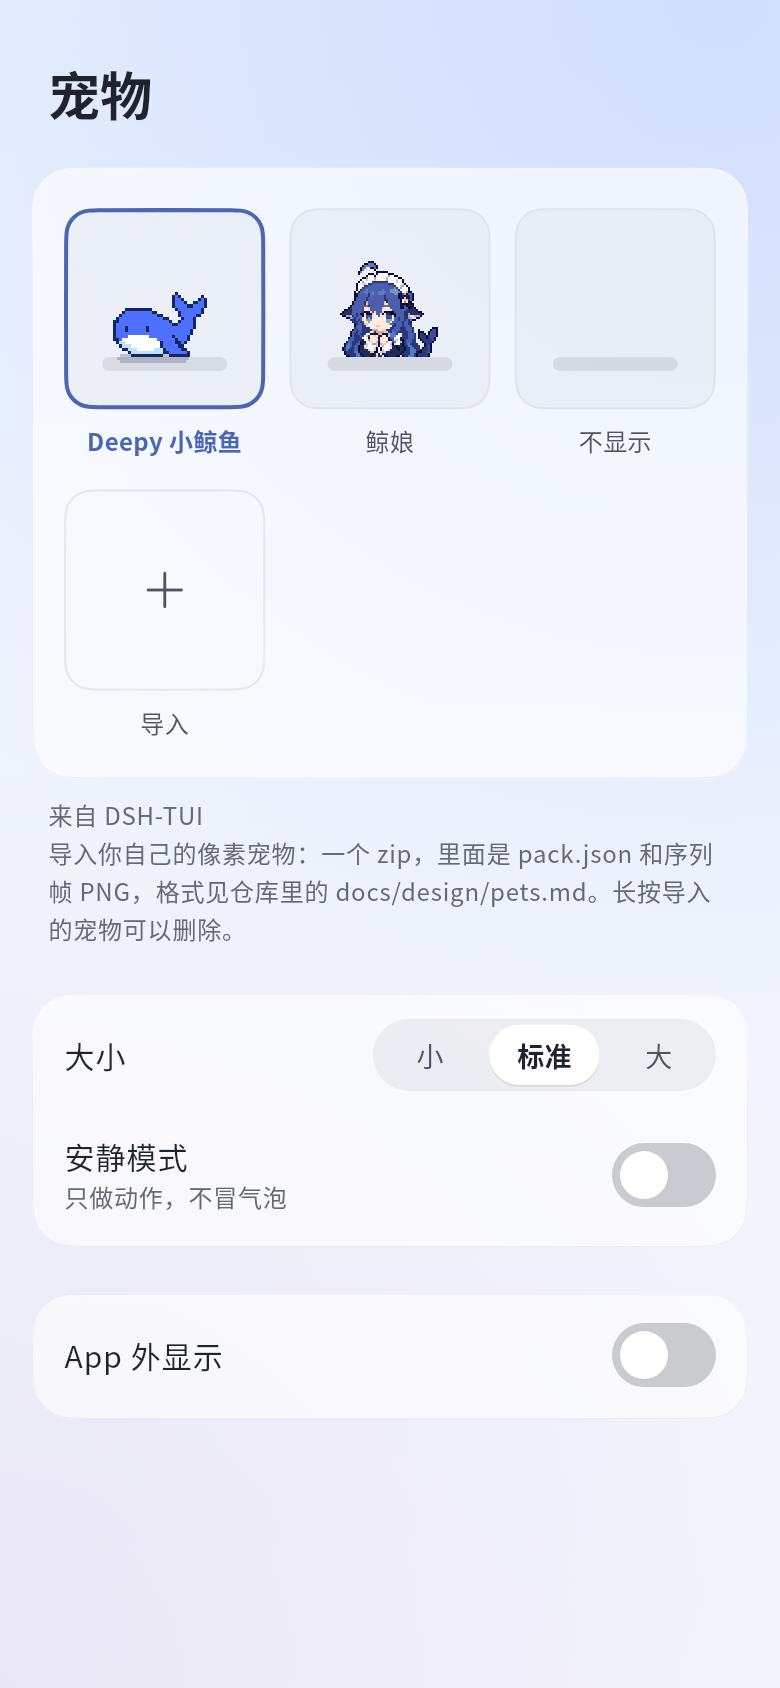 宠物
Deepy 小鲸鱼
鲸娘
不显示
导入
来自 DSH-TUI
导入你自己的像素宠物：一个 zip，里面是 pack.json 和序列
帧 PNG，格式见仓库里的 docs/design/pets.md。长按导入
的宠物可以删除。
大小
小
标准
大
安静模式
只做动作，不冒气泡
App 外显示